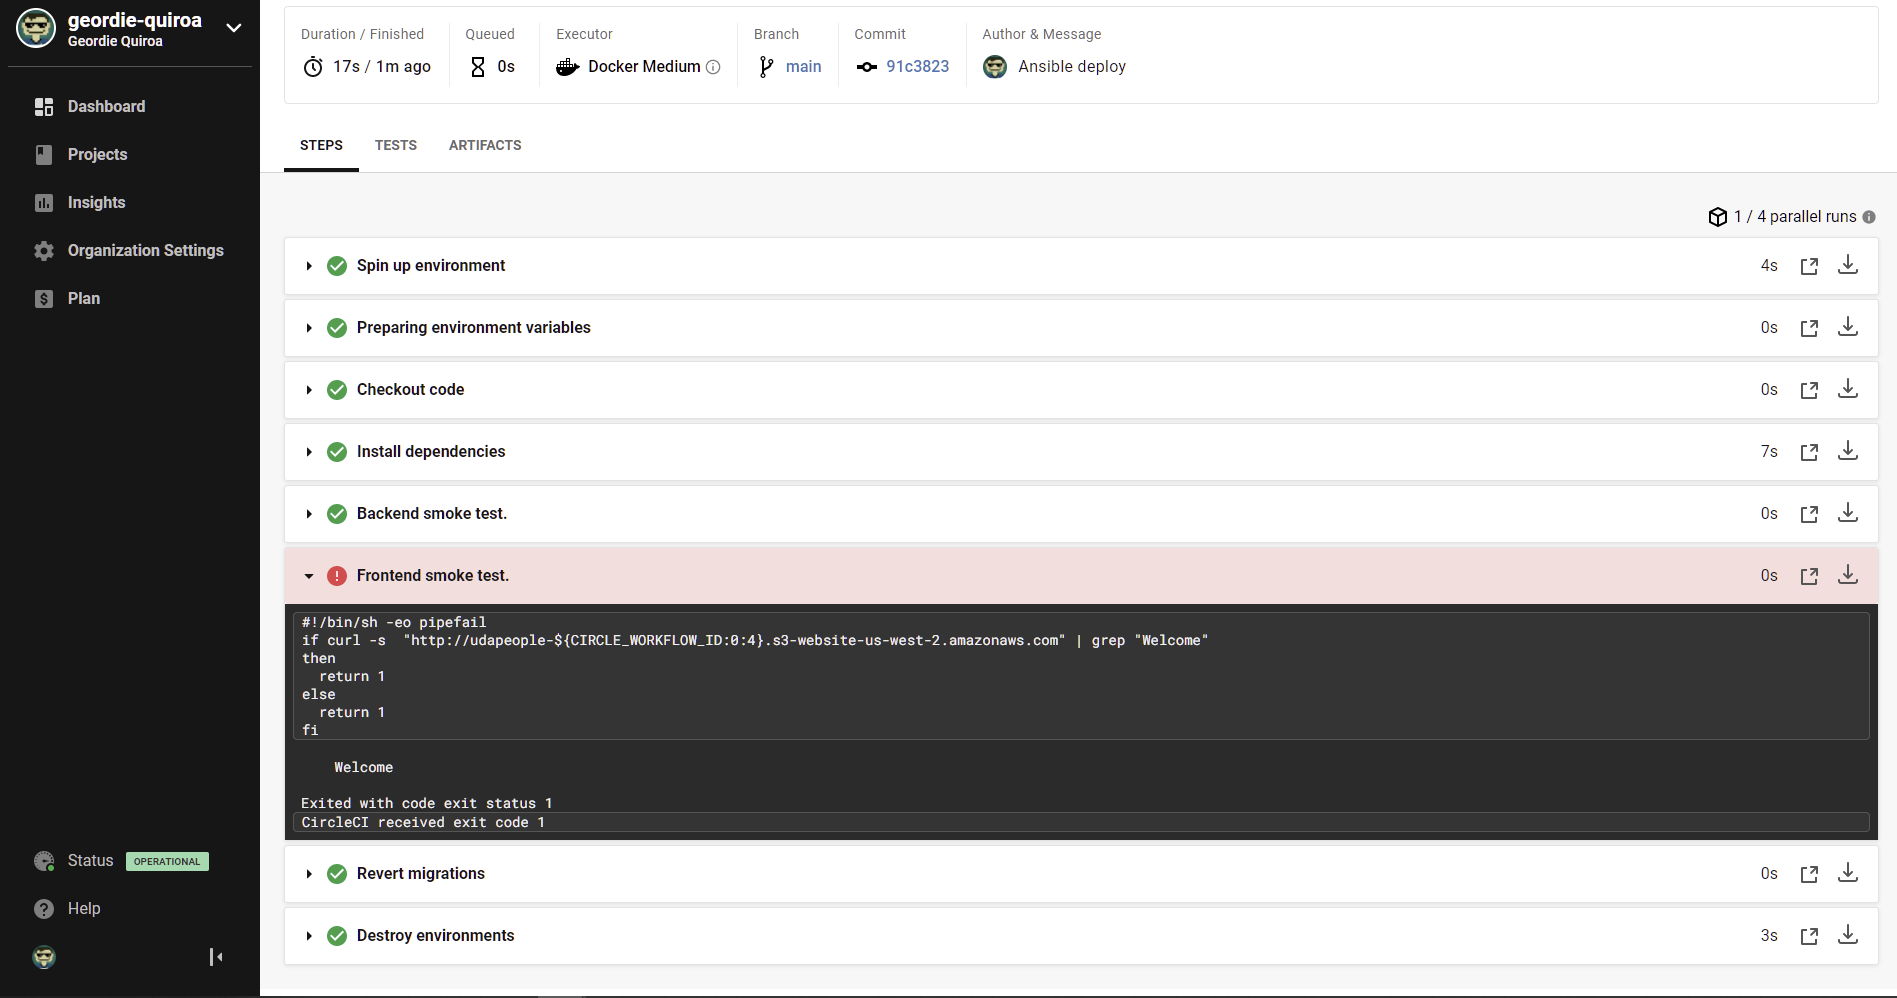 geordie-quiroa
Geordie Quiroa
Dashboard
Projects
Insights
Organization Settings
Plan
Status OPERATIONAL
Help
Duration / Finished
17s / 1m ago
Queued
0s
Executor
Docker Medium
Branch
main
Commit
91c3823
Author & Message
Ansible deploy
STEPS TESTS ARTIFACTS
1 / 4 parallel runs
Spin up environment 4s
Preparing environment variables 0s
Checkout code 0s
Install dependencies 7s
Backend smoke test. 0s
Frontend smoke test. 0s
#!/bin/sh -eo pipefail
if curl -s  "http://udapeople-${CIRCLE_WORKFLOW_ID:0:4}.s3-website-us-west-2.amazonaws.com" | grep "Welcome"
then
  return 1
else
  return 1
fi
Welcome
Exited with code exit status 1
CircleCI received exit code 1
Revert migrations 0s
Destroy environments 3s